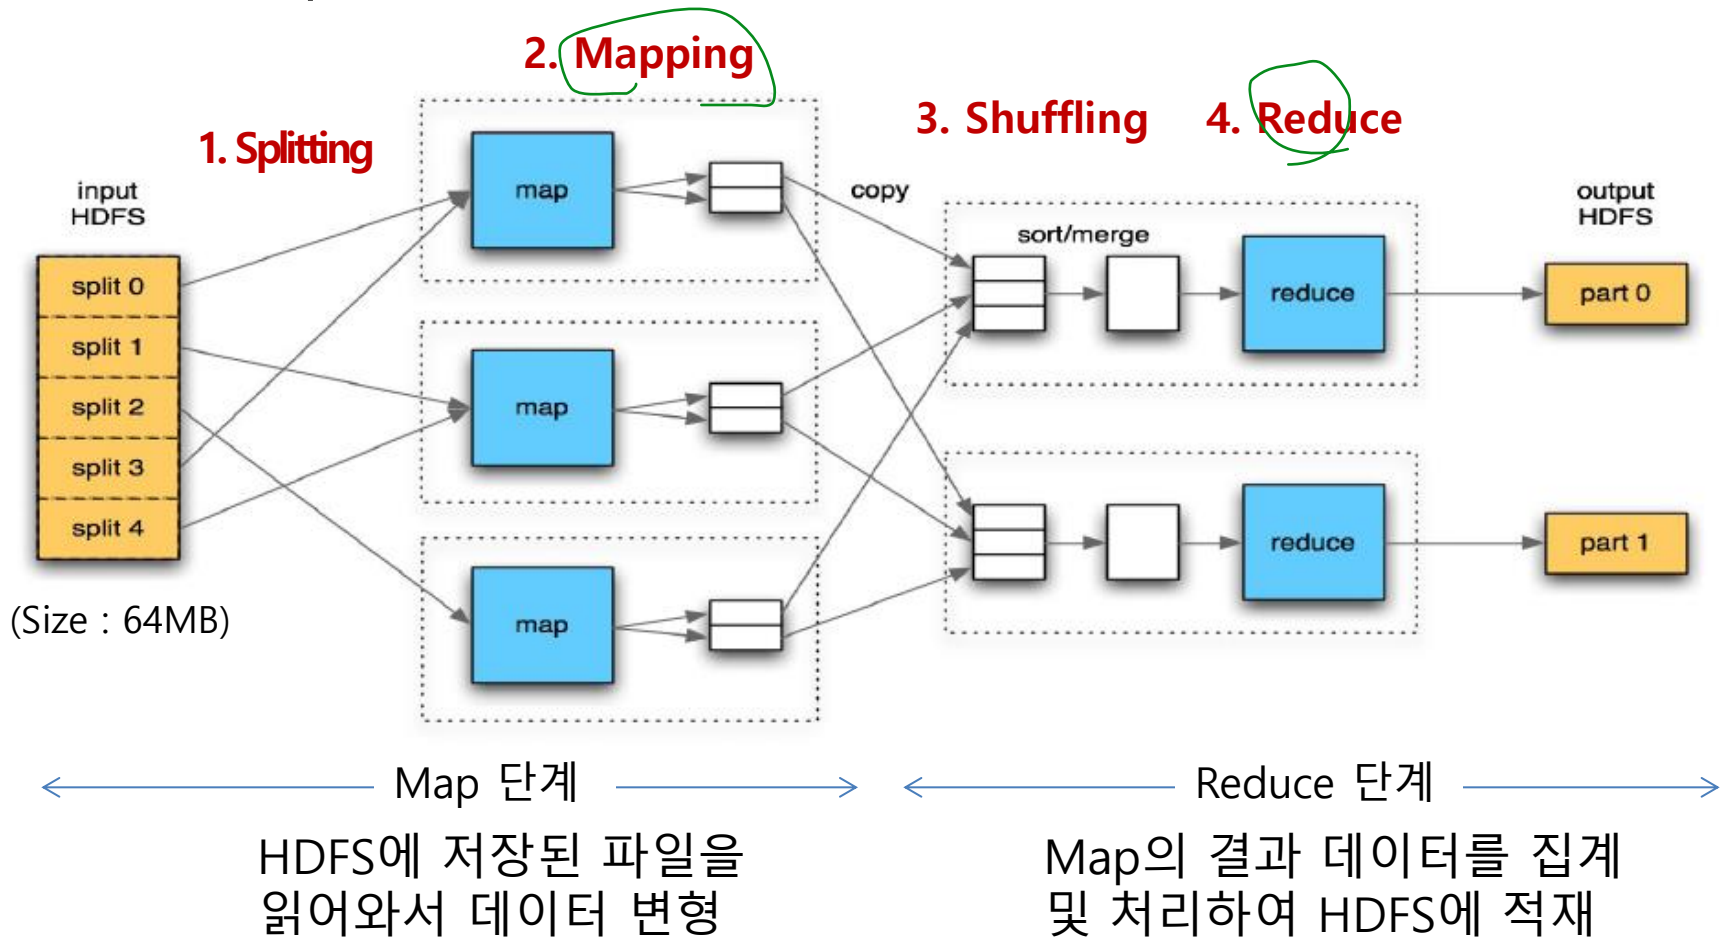 2. Mapping
1. Splitting
3. Shuffling
4. Reduce
input
HDFS
split 0
split 1
split 2
split 3
split 4
(Size : 64MB)
map
map
map
copy
sort/merge
reduce
reduce
output
HDFS
part 0
part 1
Map 단계
HDFS에 저장된 파일을
읽어와서 데이터 변형
Reduce 단계
Map의 결과 데이터를 집계
및 처리하여 HDFS에 적재